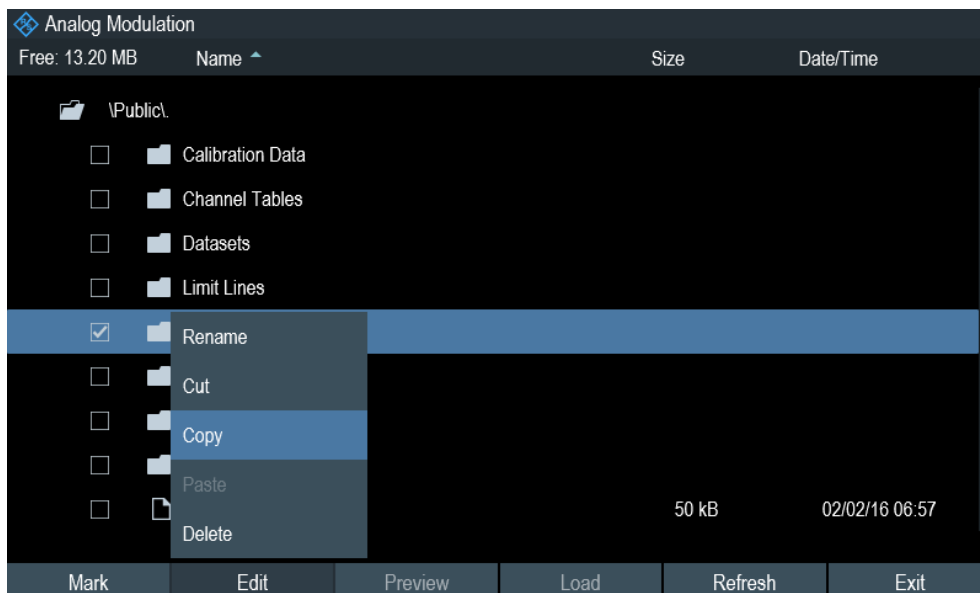 Analog Modulation
Free: 13.20 MB Name Size Date/Time
\Public\.
Calibration Data
Channel Tables
Datasets
Limit Lines
Rename
Cut
Copy
Paste
50 kB 02/02/16 06:57
Delete
Mark Edit Preview Load Refresh Exit